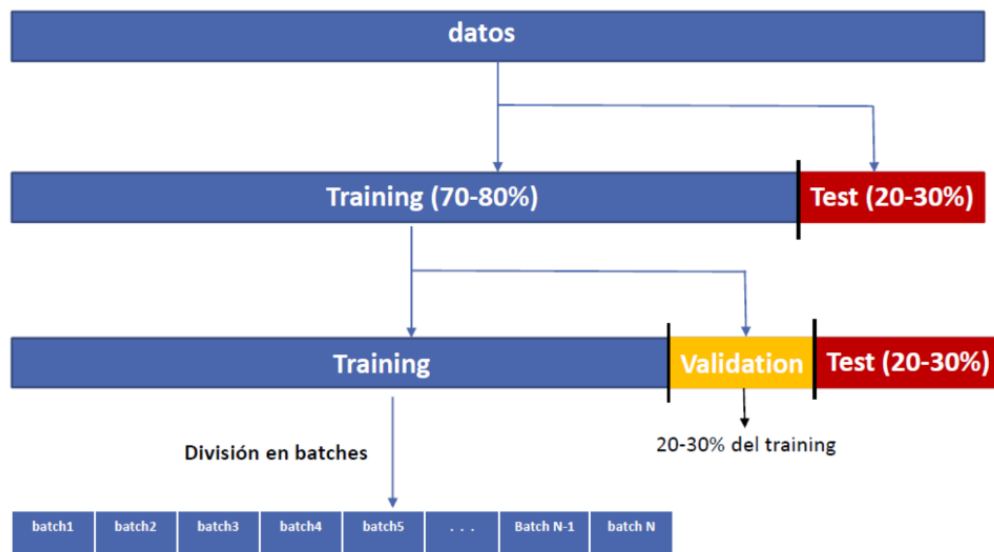 datos
Training (70-80%)
Test (20-30%)
Training
Validation
Test (20-30%)
División en batches
20-30% del training
batch1
batch2
batch3
batch4
batch5
. . .
Batch N-1
batch N